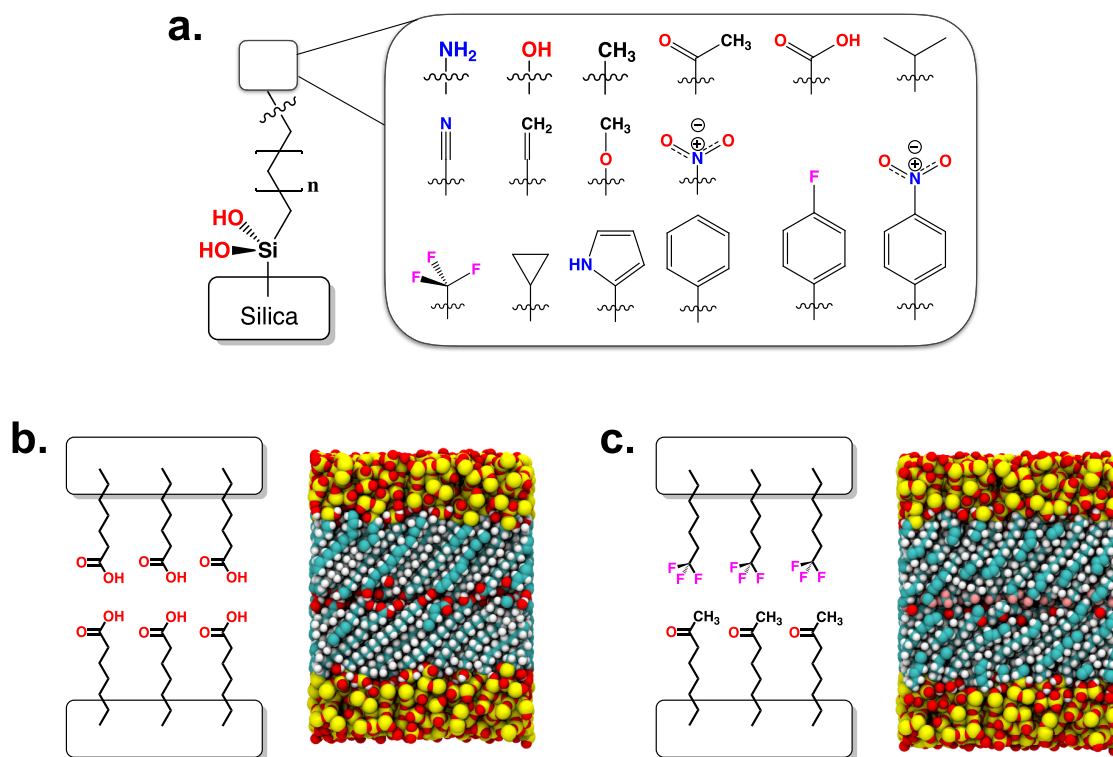 a.
NH2
OH
CH3
O
CH3
O
OH
N
CH2
CH3
O
O
N
O
+
−
F
O
N
O
+
−
n
HO
HO
Si
Silica
F
F
F
HN
b.
O
OH
O
OH
O
OH
O
OH
O
OH
O
OH
c.
F
F
F
F
F
F
F
F
F
O
CH3
O
CH3
O
CH3